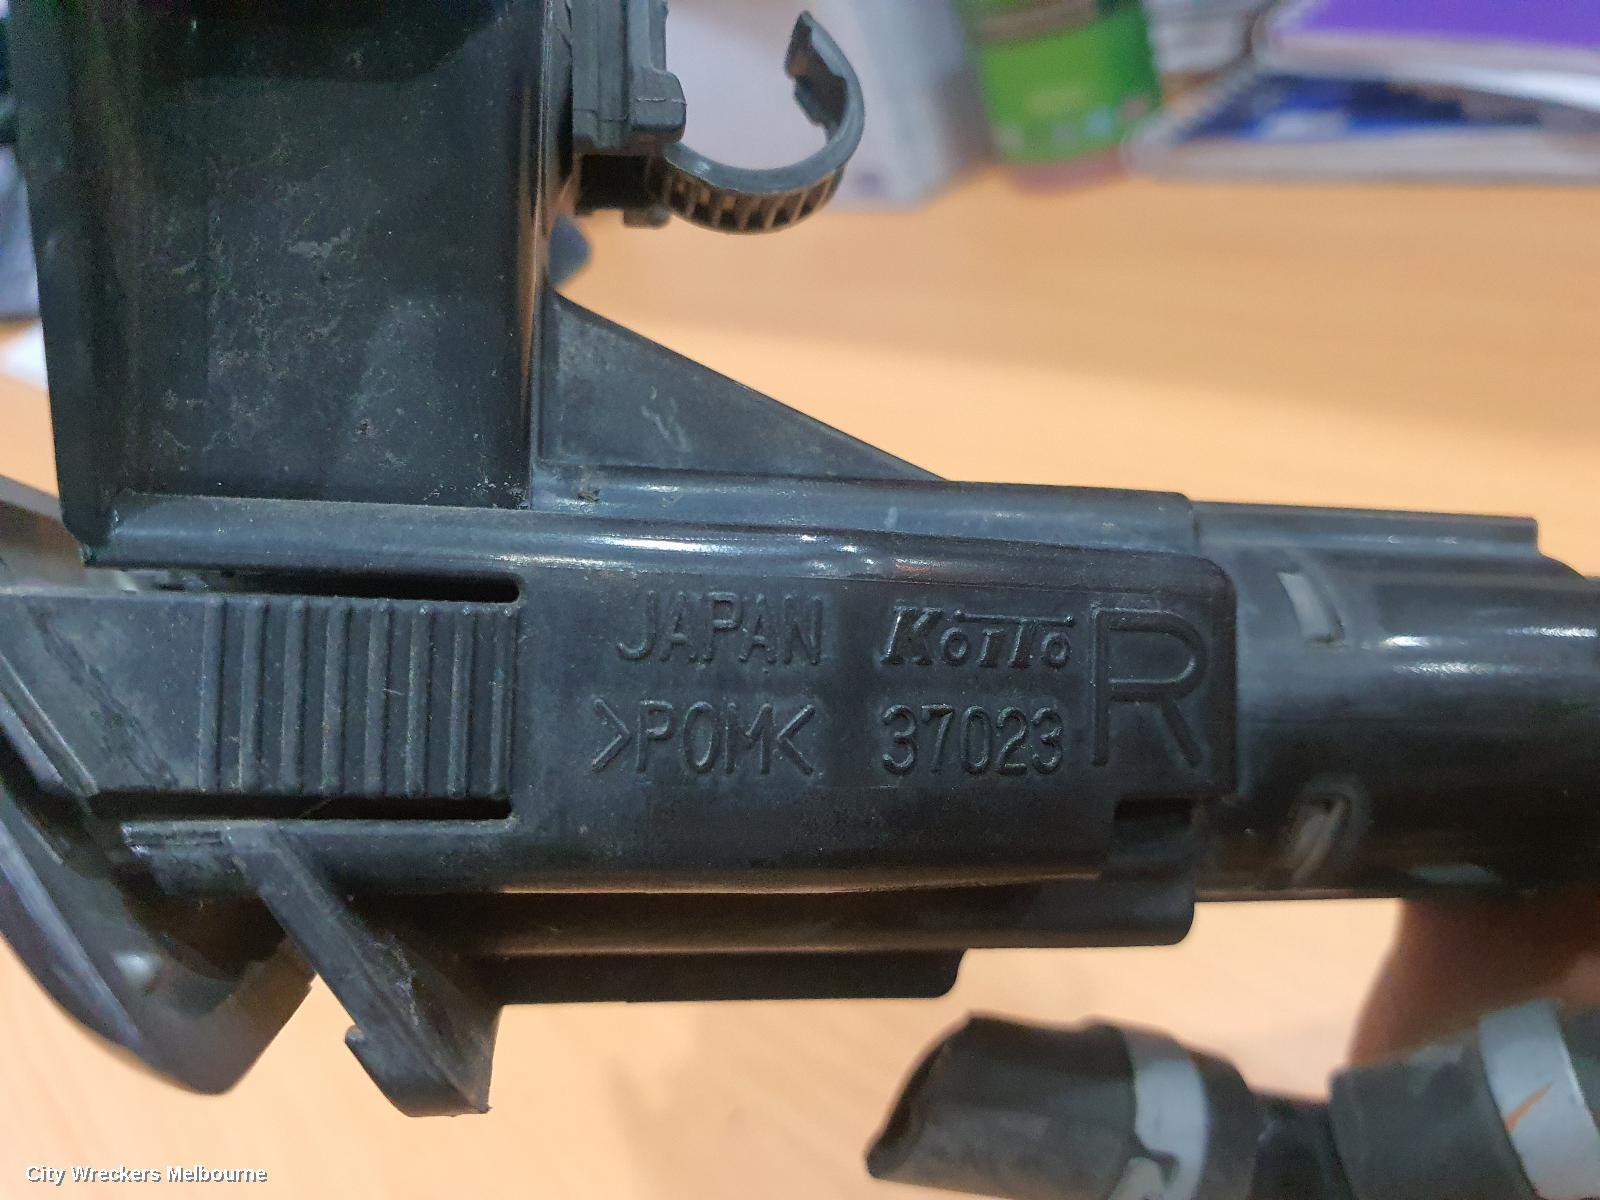 JAPAN KOITO R
>POM< 37023
City Wreckers Melbourne